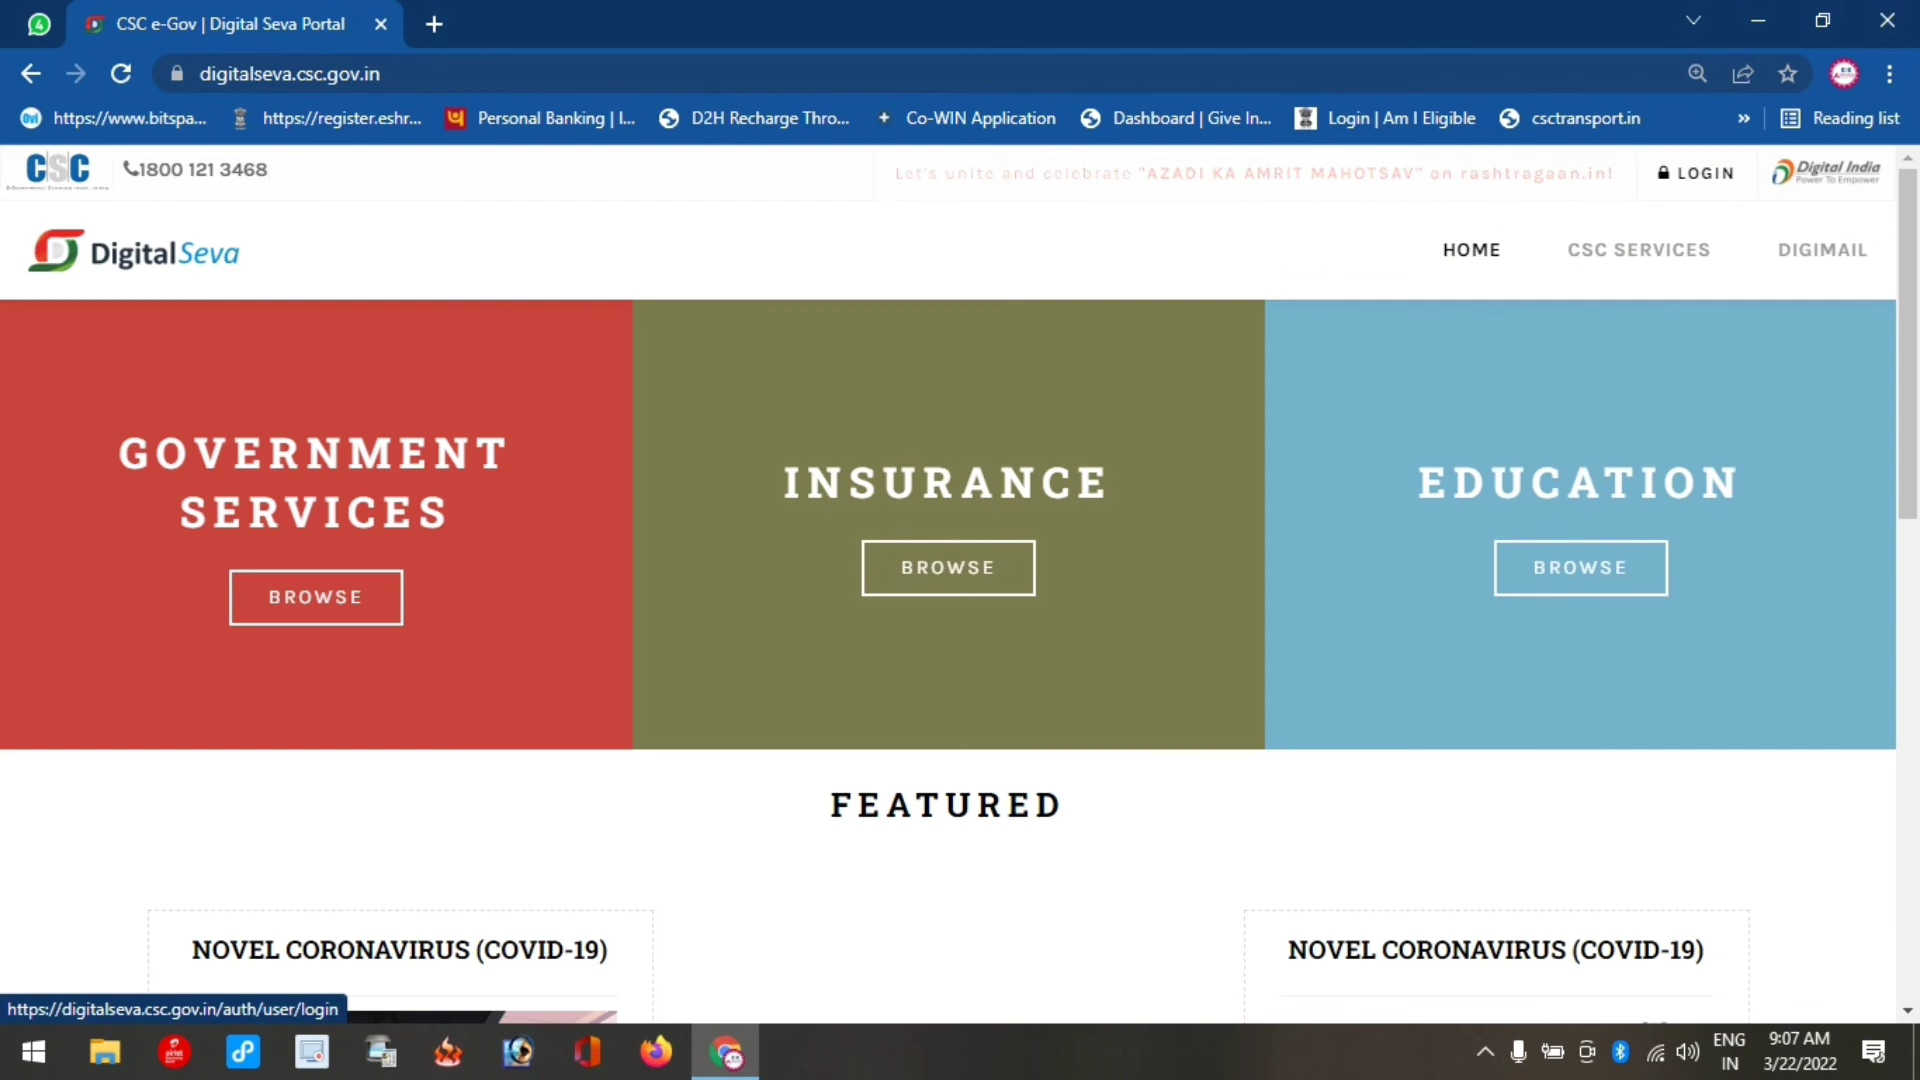 4
CSC e-Gov | Digital Seva Portal
digitalseva.csc.gov.in
https://www.bitspa...
https://register.eshr...
Personal Banking | I...
D2H Recharge Thro...
Co-WIN Application
Dashboard | Give In...
Login | Am I Eligible
csctransport.in
»
Reading list
CSC
1800 121 3468
Let's unite and celebrate "AZADI KA AMRIT MAHOTSAV" on rashtragaan.in!
LOGIN
Digital India
Power To Empower
DigitalSeva
HOME
CSC SERVICES
DIGIMAIL
GOVERNMENT
SERVICES
BROWSE
INSURANCE
BROWSE
EDUCATION
BROWSE
FEATURED
NOVEL CORONAVIRUS (COVID-19)
NOVEL CORONAVIRUS (COVID-19)
https://digitalseva.csc.gov.in/auth/user/login
ENG
IN
9:07 AM
3/22/2022